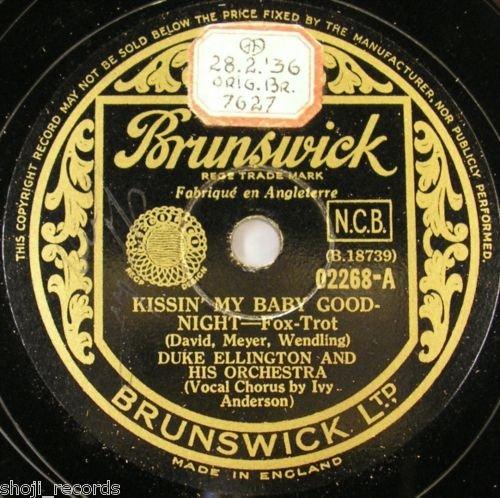 THIS COPYRIGHT RECORD MAY NOT BE SOLD BELOW THE PRICE FIXED BY THE MANUFACTURER, NOR PUBLICLY PERFORMED.
28.2.'36
ORIG. BR.
7627
Brunswick
REGD TRADE MARK
Fabriqué en Angleterre
N.C.B.
(B.18739)
02268-A
KISSIN' MY BABY GOOD-
NIGHT—Fox-Trot
(David, Meyer, Wendling)
DUKE ELLINGTON AND
HIS ORCHESTRA
(Vocal Chorus by Ivy
Anderson)
BRUNSWICK LTD.
MADE IN ENGLAND
shoji_records